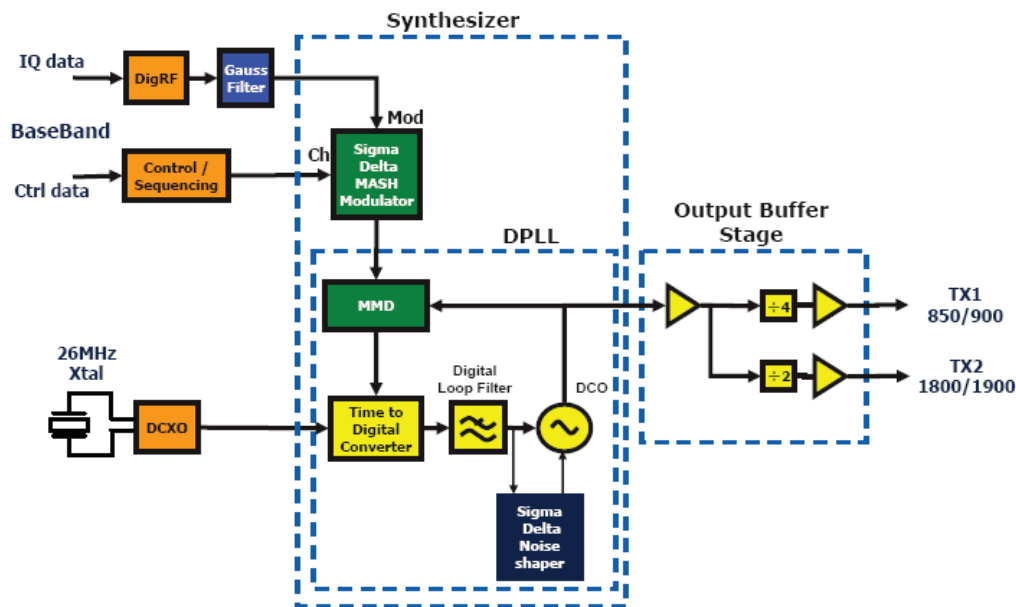 Synthesizer
IQ data
DigRF
Gauss
Filter
Mod
BaseBand
Ch
Sigma
Delta
MASH
Modulator
Control /
Sequencing
Ctrl data
Output Buffer
Stage
DPLL
MMD
÷4
TX1
850/900
26MHz
Xtal
Digital
Loop Filter
DCO
÷2
TX2
1800/1900
DCXO
Time to
Digital
Converter
Sigma
Delta
Noise
shaper